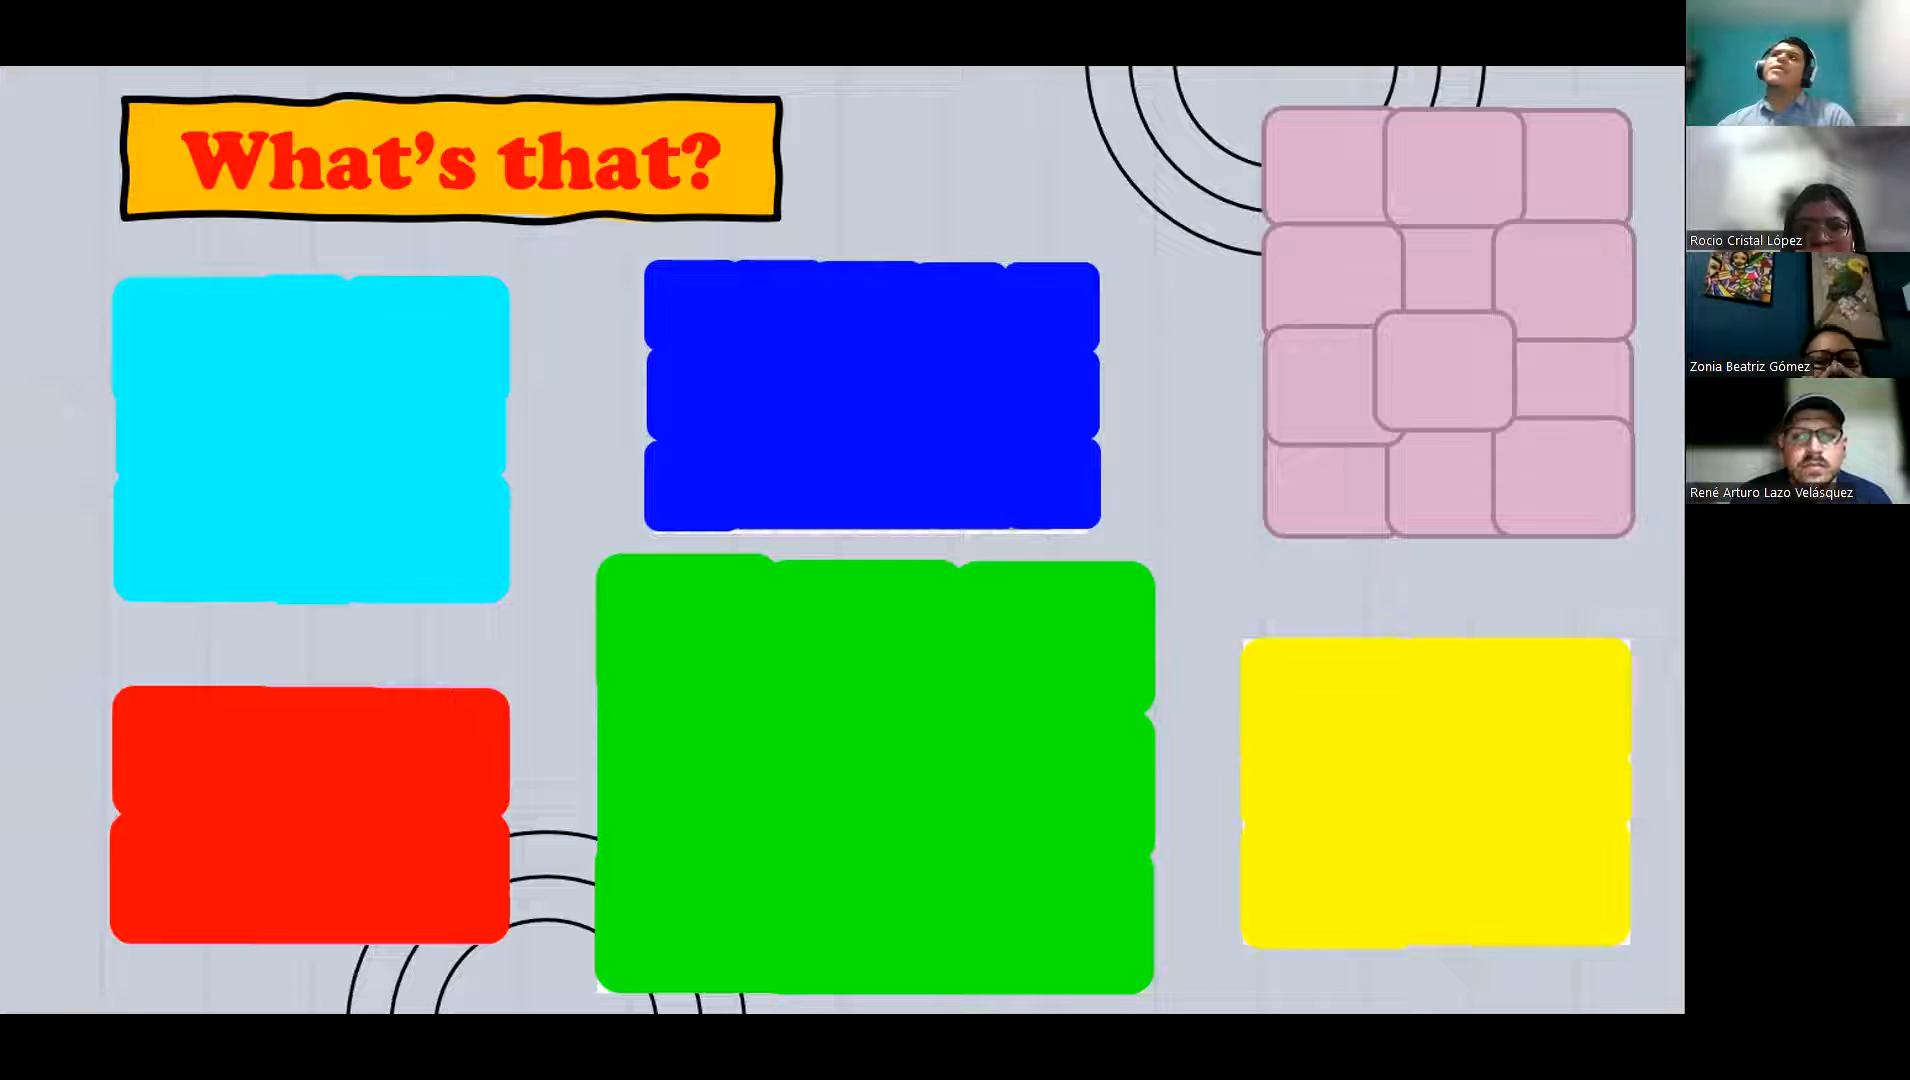 What's that?
Rocio Cristal López
Zonia Beatriz Gómez
René Arturo Lazo Velásquez